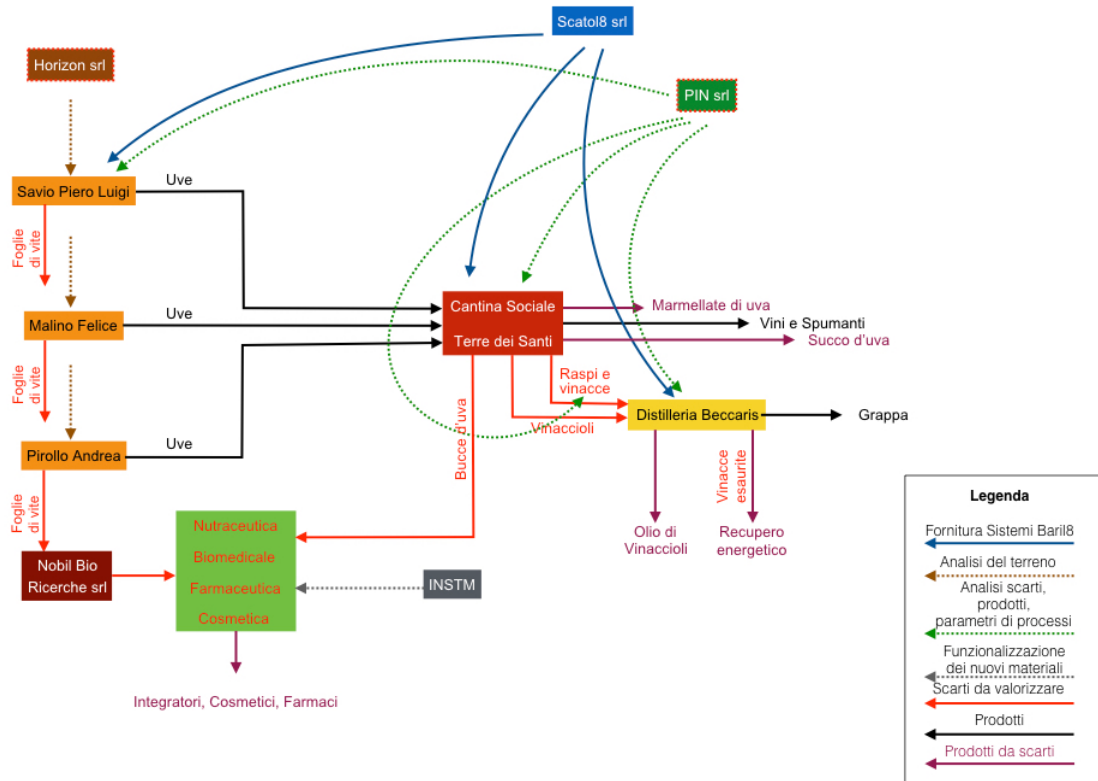 Scatol8 srl
Horizon srl
PIN srl
Savio Piero Luigi
Uve
Foglie
di vite
Malino Felice
Uve
Cantina Sociale
Terre dei Santi
Marmellate di uva
Vini e Spumanti
Succo d'uva
Foglie
di vite
Raspi e
vinacce
Vinaccioli
Bucce d'uva
Distilleria Beccaris
Grappa
Pirollo Andrea
Uve
Foglie
di vite
Vinacce
esaurite
Olio di
Vinaccioli
Recupero
energetico
Nobil Bio
Ricerche srl
Nutraceutica
Biomedicale
Farmaceutica
Cosmetica
INSTM
Integratori, Cosmetici, Farmaci
Legenda
Fornitura Sistemi Baril8
Analisi del terreno
Analisi scarti,
prodotti,
parametri di processi
Funzionalizzazione
dei nuovi materiali
Scarti da valorizzare
Prodotti
Prodotti da scarti